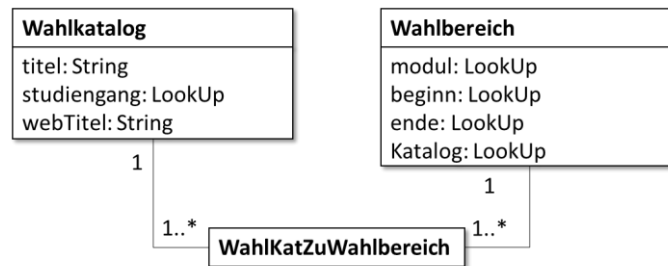 Wahlkatalog
titel: String
studiengang: LookUp
webTitel: String
Wahlbereich
modul: LookUp
beginn: LookUp
ende: LookUp
Katalog: LookUp
1
1
1..*
WahlKatZuWahlbereich
1..*